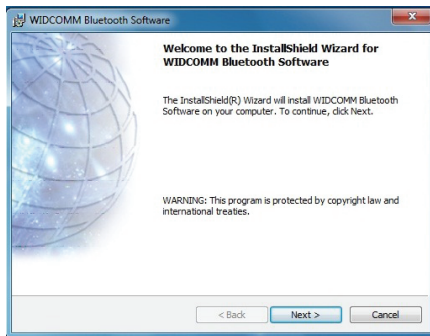 WIDCOMM Bluetooth Software
Welcome to the InstallShield Wizard for
WIDCOMM Bluetooth Software
The InstallShield(R) Wizard will install WIDCOMM Bluetooth
Software on your computer. To continue, click Next.
WARNING: This program is protected by copyright law and
international treaties.
< Back Next > Cancel